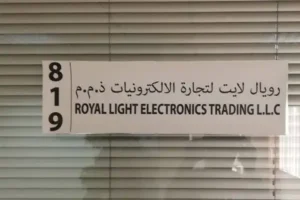 819
رويال لايت لتجارة الالكترونيات ذ.م.م
ROYAL LIGHT ELECTRONICS TRADING L.L.C